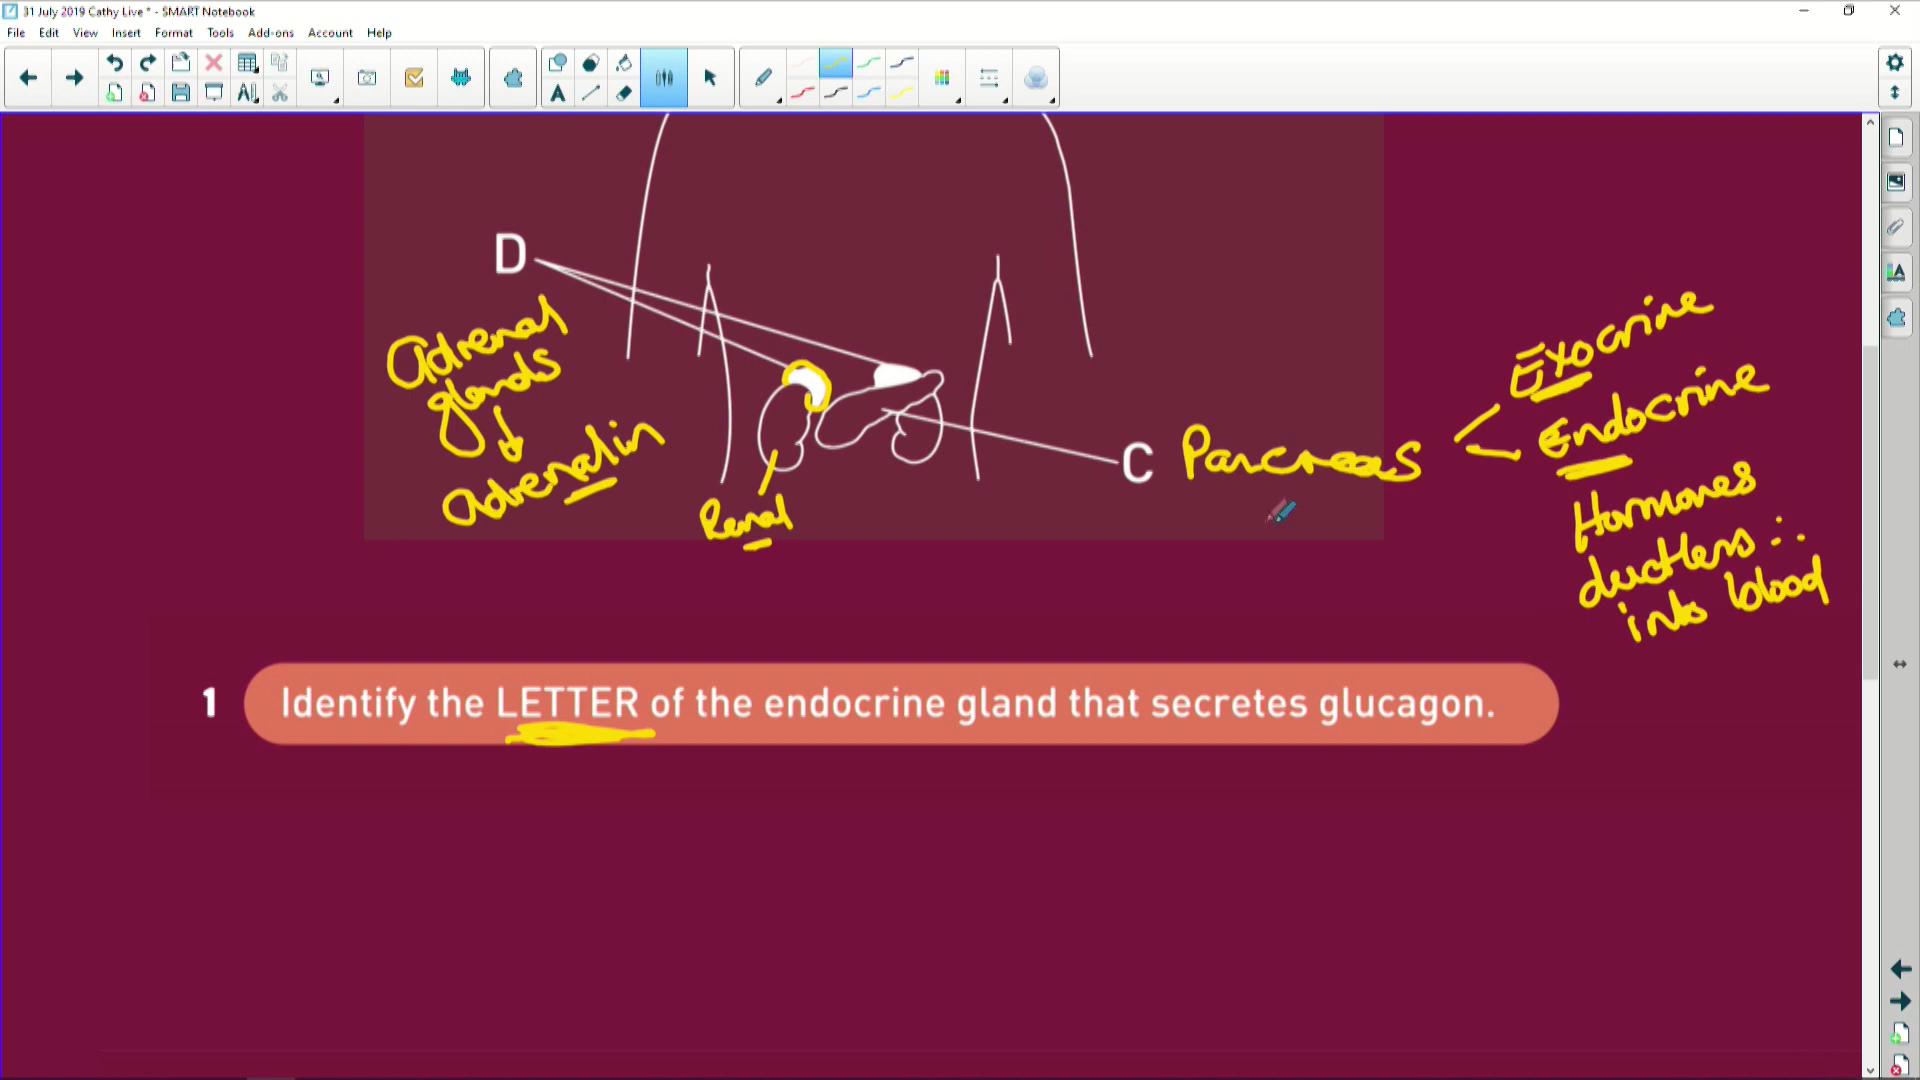 31 July 2019 Cathy Live * - SMART Notebook
File Edit View Insert Format Tools Add-ons Account Help
D
Adrenal
glands
Adrenalin
Renal
C Pancreas
Exocrine
Endocrine
Hormones
ductless ∴
into blood
1 Identify the LETTER of the endocrine gland that secretes glucagon.